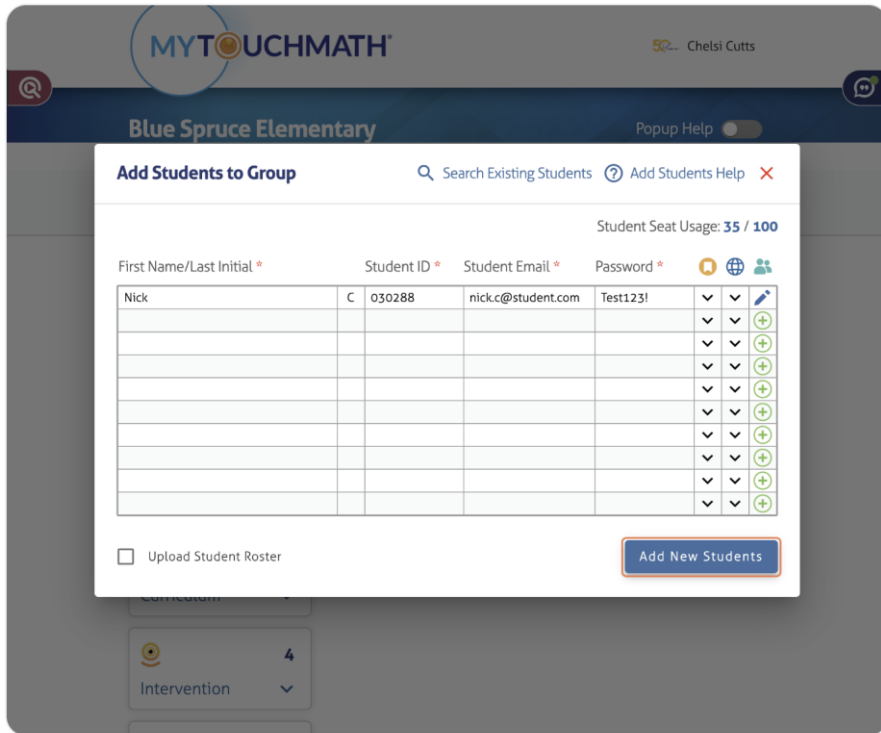 MYTOUCHMATH®
Chelsi Cutts
Blue Spruce Elementary
Popup Help
Add Students to Group
Search Existing Students
Add Students Help
Student Seat Usage: 35 / 100
First Name/Last Initial * Student ID * Student Email * Password *
Nick C 030288 nick.c@student.com Test123!
Upload Student Roster
Add New Students
Curriculum
4
Intervention